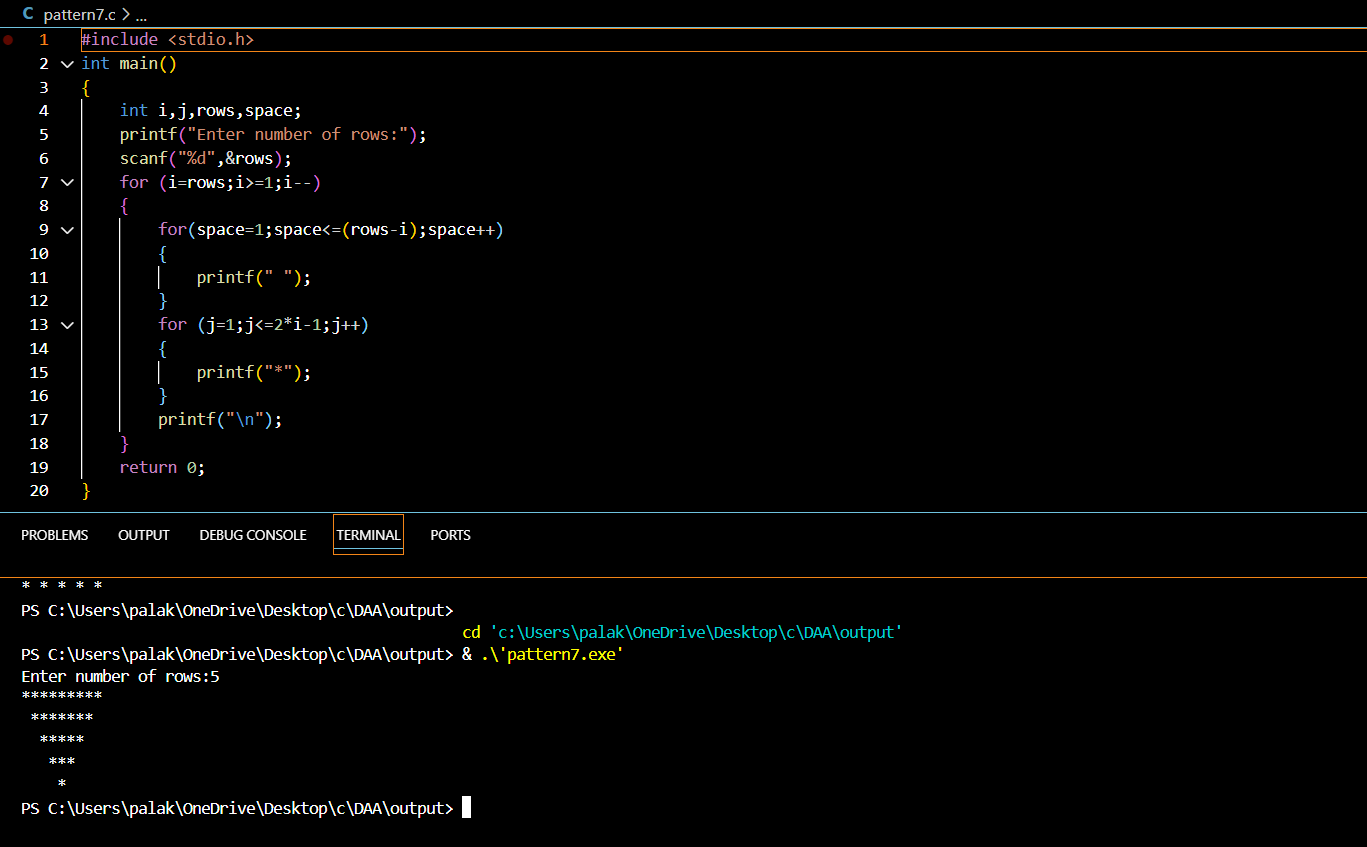 C pattern7.c > ...
1 #include <stdio.h>
2 int main()
3 {
4     int i,j,rows,space;
5     printf("Enter number of rows:");
6     scanf("%d",&rows);
7     for (i=rows;i>=1;i--)
8     {
9         for(space=1;space<=(rows-i);space++)
10         {
11             printf(" ");
12         }
13         for (j=1;j<=2*i-1;j++)
14         {
15             printf("*");
16         }
17         printf("\n");
18     }
19     return 0;
20 }
PROBLEMS OUTPUT DEBUG CONSOLE TERMINAL PORTS
* * * * *
PS C:\Users\palak\OneDrive\Desktop\c\DAA\output>
cd 'c:\Users\palak\OneDrive\Desktop\c\DAA\output'
PS C:\Users\palak\OneDrive\Desktop\c\DAA\output> & .\'pattern7.exe'
Enter number of rows:5
*********
 *******
  *****
   ***
    *
PS C:\Users\palak\OneDrive\Desktop\c\DAA\output>